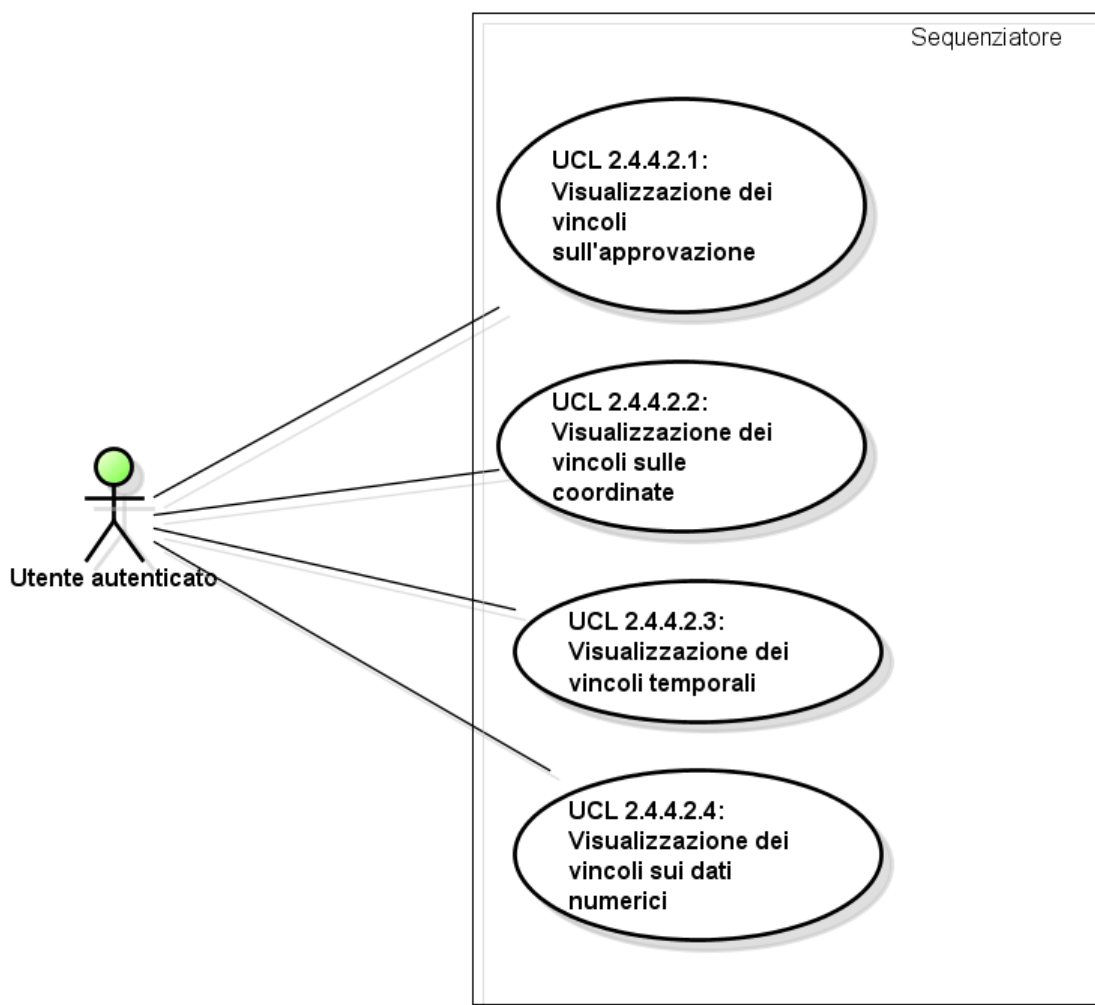 Sequenziatore
UCL 2.4.4.2.1:
Visualizzazione dei
vincoli
sull'approvazione
UCL 2.4.4.2.2:
Visualizzazione dei
vincoli sulle
coordinate
Utente autenticato
UCL 2.4.4.2.3:
Visualizzazione dei
vincoli temporali
UCL 2.4.4.2.4:
Visualizzazione dei
vincoli sui dati
numerici